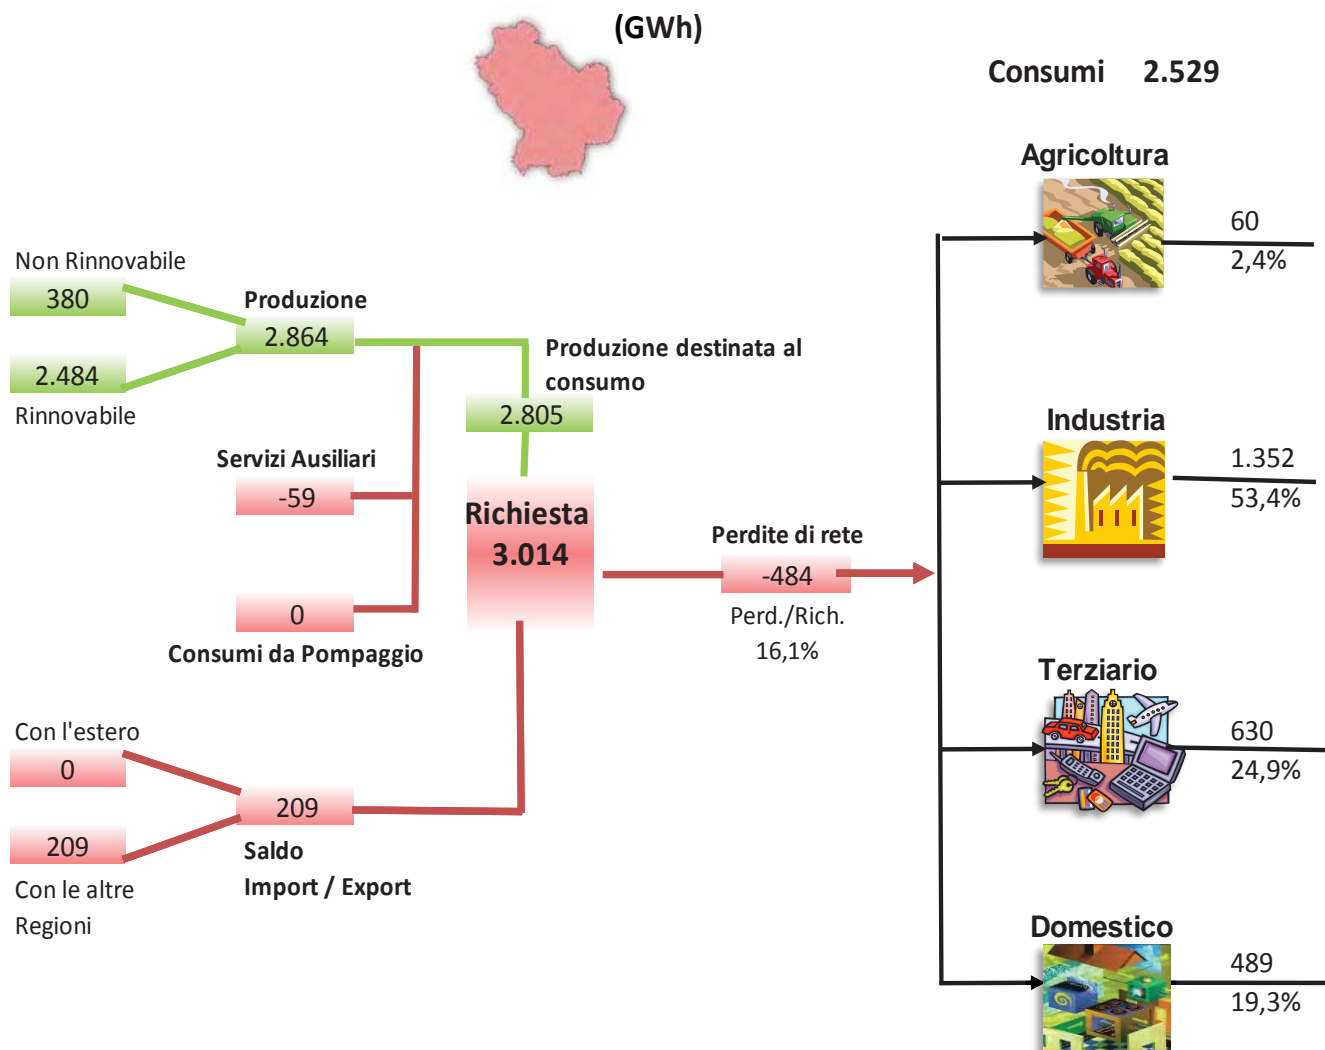 (GWh)
Consumi 2.529
Agricoltura
60
2,4%
Non Rinnovabile
380
Produzione
2.864
2.484
Rinnovabile
Produzione destinata al
consumo
2.805
Industria
1.352
53,4%
Servizi Ausiliari
-59
Richiesta
3.014
Perdite di rete
-484
Perd./Rich.
16,1%
0
Consumi da Pompaggio
Terziario
630
24,9%
Con l'estero
0
209
Saldo
Import / Export
209
Con le altre
Regioni
Domestico
489
19,3%